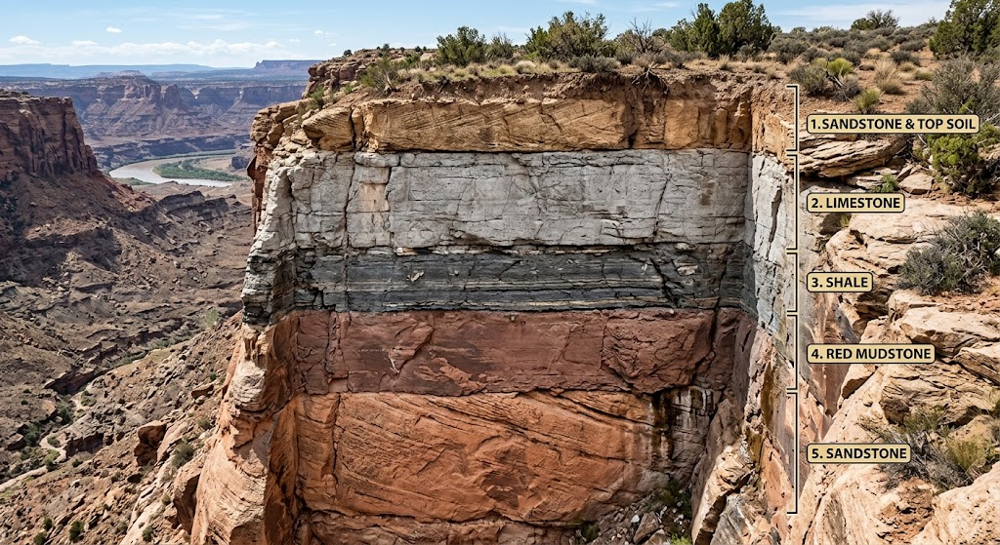 1.SANDSTONE & TOP SOIL
2. LIMESTONE
3. SHALE
4. RED MUDSTONE
5. SANDSTONE